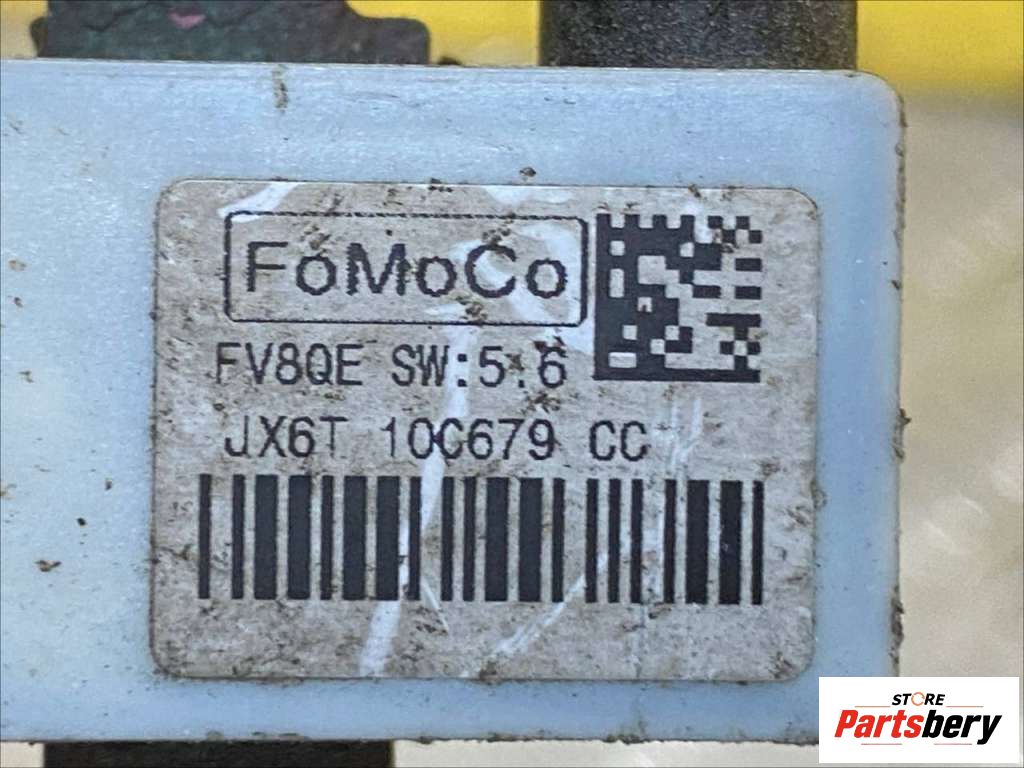 FoMoCo
FV8QE SW:5.6
JX6T 10C679 CC
STORE
Partsbery